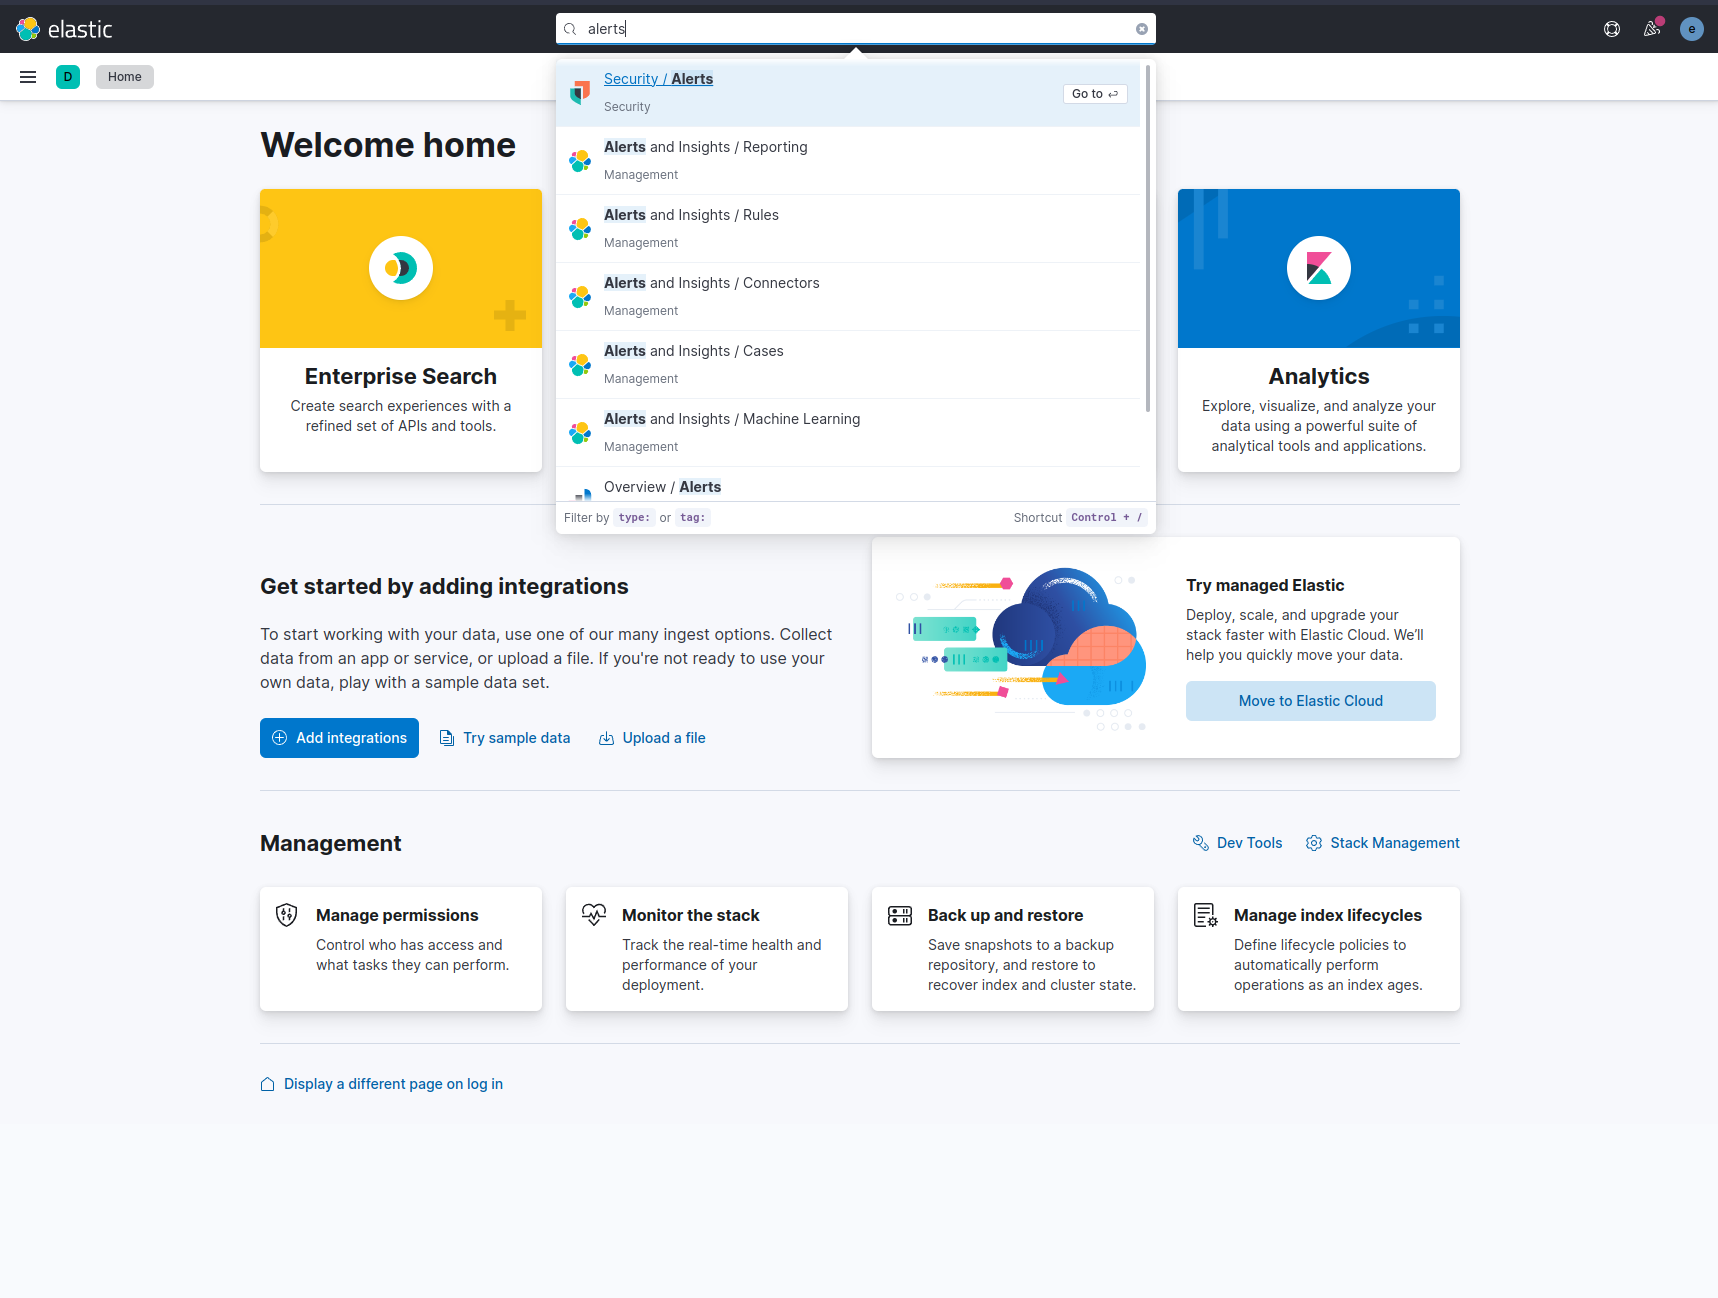 elastic
alerts
e
D
Home
Security / Alerts
Security
Go to
Alerts and Insights / Reporting
Management
Alerts and Insights / Rules
Management
Alerts and Insights / Connectors
Management
Alerts and Insights / Cases
Management
Alerts and Insights / Machine Learning
Management
Overview / Alerts
Filter by type: or tag:
Shortcut Control + /
Welcome home
Enterprise Search
Create search experiences with a
refined set of APIs and tools.
Analytics
Explore, visualize, and analyze your
data using a powerful suite of
analytical tools and applications.
Get started by adding integrations
To start working with your data, use one of our many ingest options. Collect
data from an app or service, or upload a file. If you're not ready to use your
own data, play with a sample data set.
Add integrations
Try sample data
Upload a file
Try managed Elastic
Deploy, scale, and upgrade your
stack faster with Elastic Cloud. We’ll
help you quickly move your data.
Move to Elastic Cloud
Management
Dev Tools
Stack Management
Manage permissions
Control who has access and
what tasks they can perform.
Monitor the stack
Track the real-time health and
performance of your
deployment.
Back up and restore
Save snapshots to a backup
repository, and restore to
recover index and cluster state.
Manage index lifecycles
Define lifecycle policies to
automatically perform
operations as an index ages.
Display a different page on log in